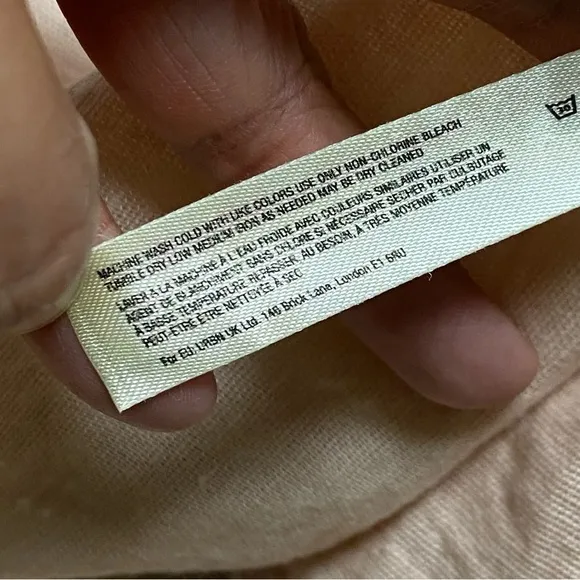 MACHINE WASH COLD WITH LIKE COLORS USE ONLY NON-CHLORINE BLEACH
TUMBLE DRY LOW MEDIUM IRON AS NEEDED MAY BE DRY CLEANED
LAVER À LA MACHINE À L'EAU FROIDE AVEC COULEURS SIMILAIRES UTILISER UN
AGENT DE BLANCHIMENT SANS CHLORE SI NÉCESSAIRE SÉCHER PAR CULBUTAGE
À BASSE TEMPÉRATURE REPASSER, AU BESOIN, À TRÈS MOYENNE TEMPÉRATURE
PEUT ÊTRE ÊTRE NETTOYÉE À SEC
For EU: URBN UK Ltd. 146 Brick Lane, London E1 6RU
30